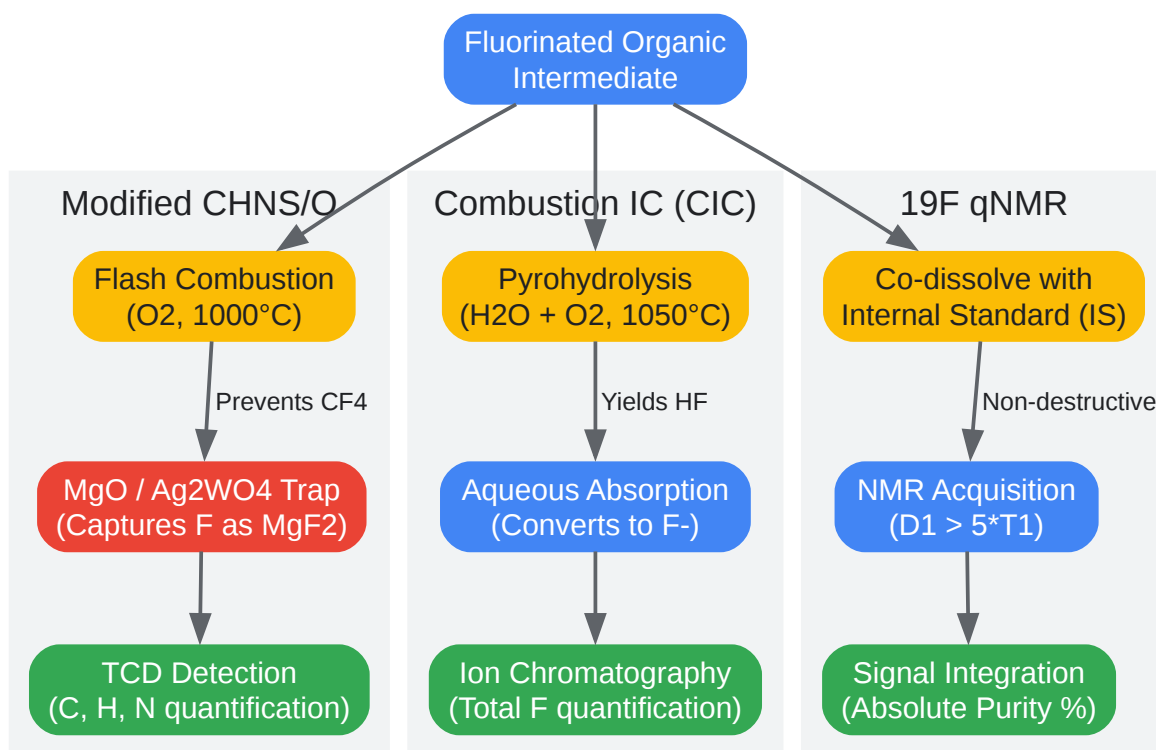 Fluorinated Organic
Intermediate
Modified CHNS/O
Flash Combustion
(O2, 1000°C)
Prevents CF4
MgO / Ag2WO4 Trap
(Captures F as MgF2)
TCD Detection
(C, H, N quantification)
Combustion IC (CIC)
Pyrohydrolysis
(H2O + O2, 1050°C)
Yields HF
Aqueous Absorption
(Converts to F-)
Ion Chromatography
(Total F quantification)
19F qNMR
Co-dissolve with
Internal Standard (IS)
Non-destructive
NMR Acquisition
(D1 > 5*T1)
Signal Integration
(Absolute Purity %)